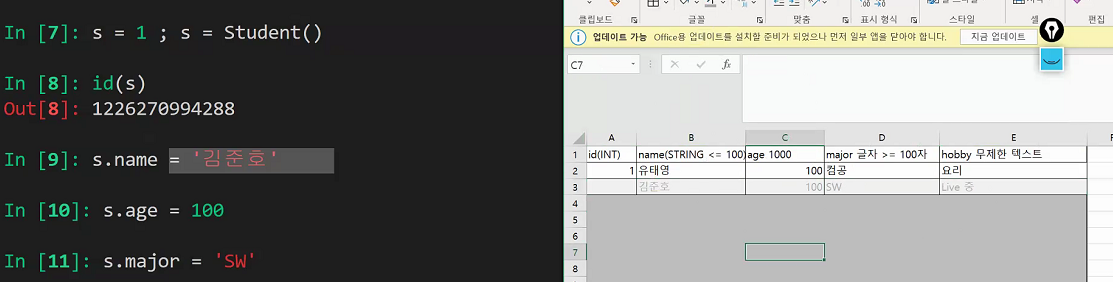 In [7]: s = 1 ; s = Student()
In [8]: id(s)
Out[8]: 1226270994288
In [9]: s.name = '김준호'
In [10]: s.age = 100
In [11]: s.major = 'SW'
클립보드 글꼴 맞춤 표시 형식 스타일 셀 편집
업데이트 가능 Office용 업데이트를 설치할 준비가 되었으나 먼저 일부 앱을 닫아야 합니다. 지금 업데이트
C7 fx
A B C D E
1 id(INT) name(STRING <= 100) age 1000 major 글자 >= 100자 hobby 무제한 텍스트
2 1 유태영 100 컴공 요리
3 김준호 100 SW Live 중
4
5
6
7
8